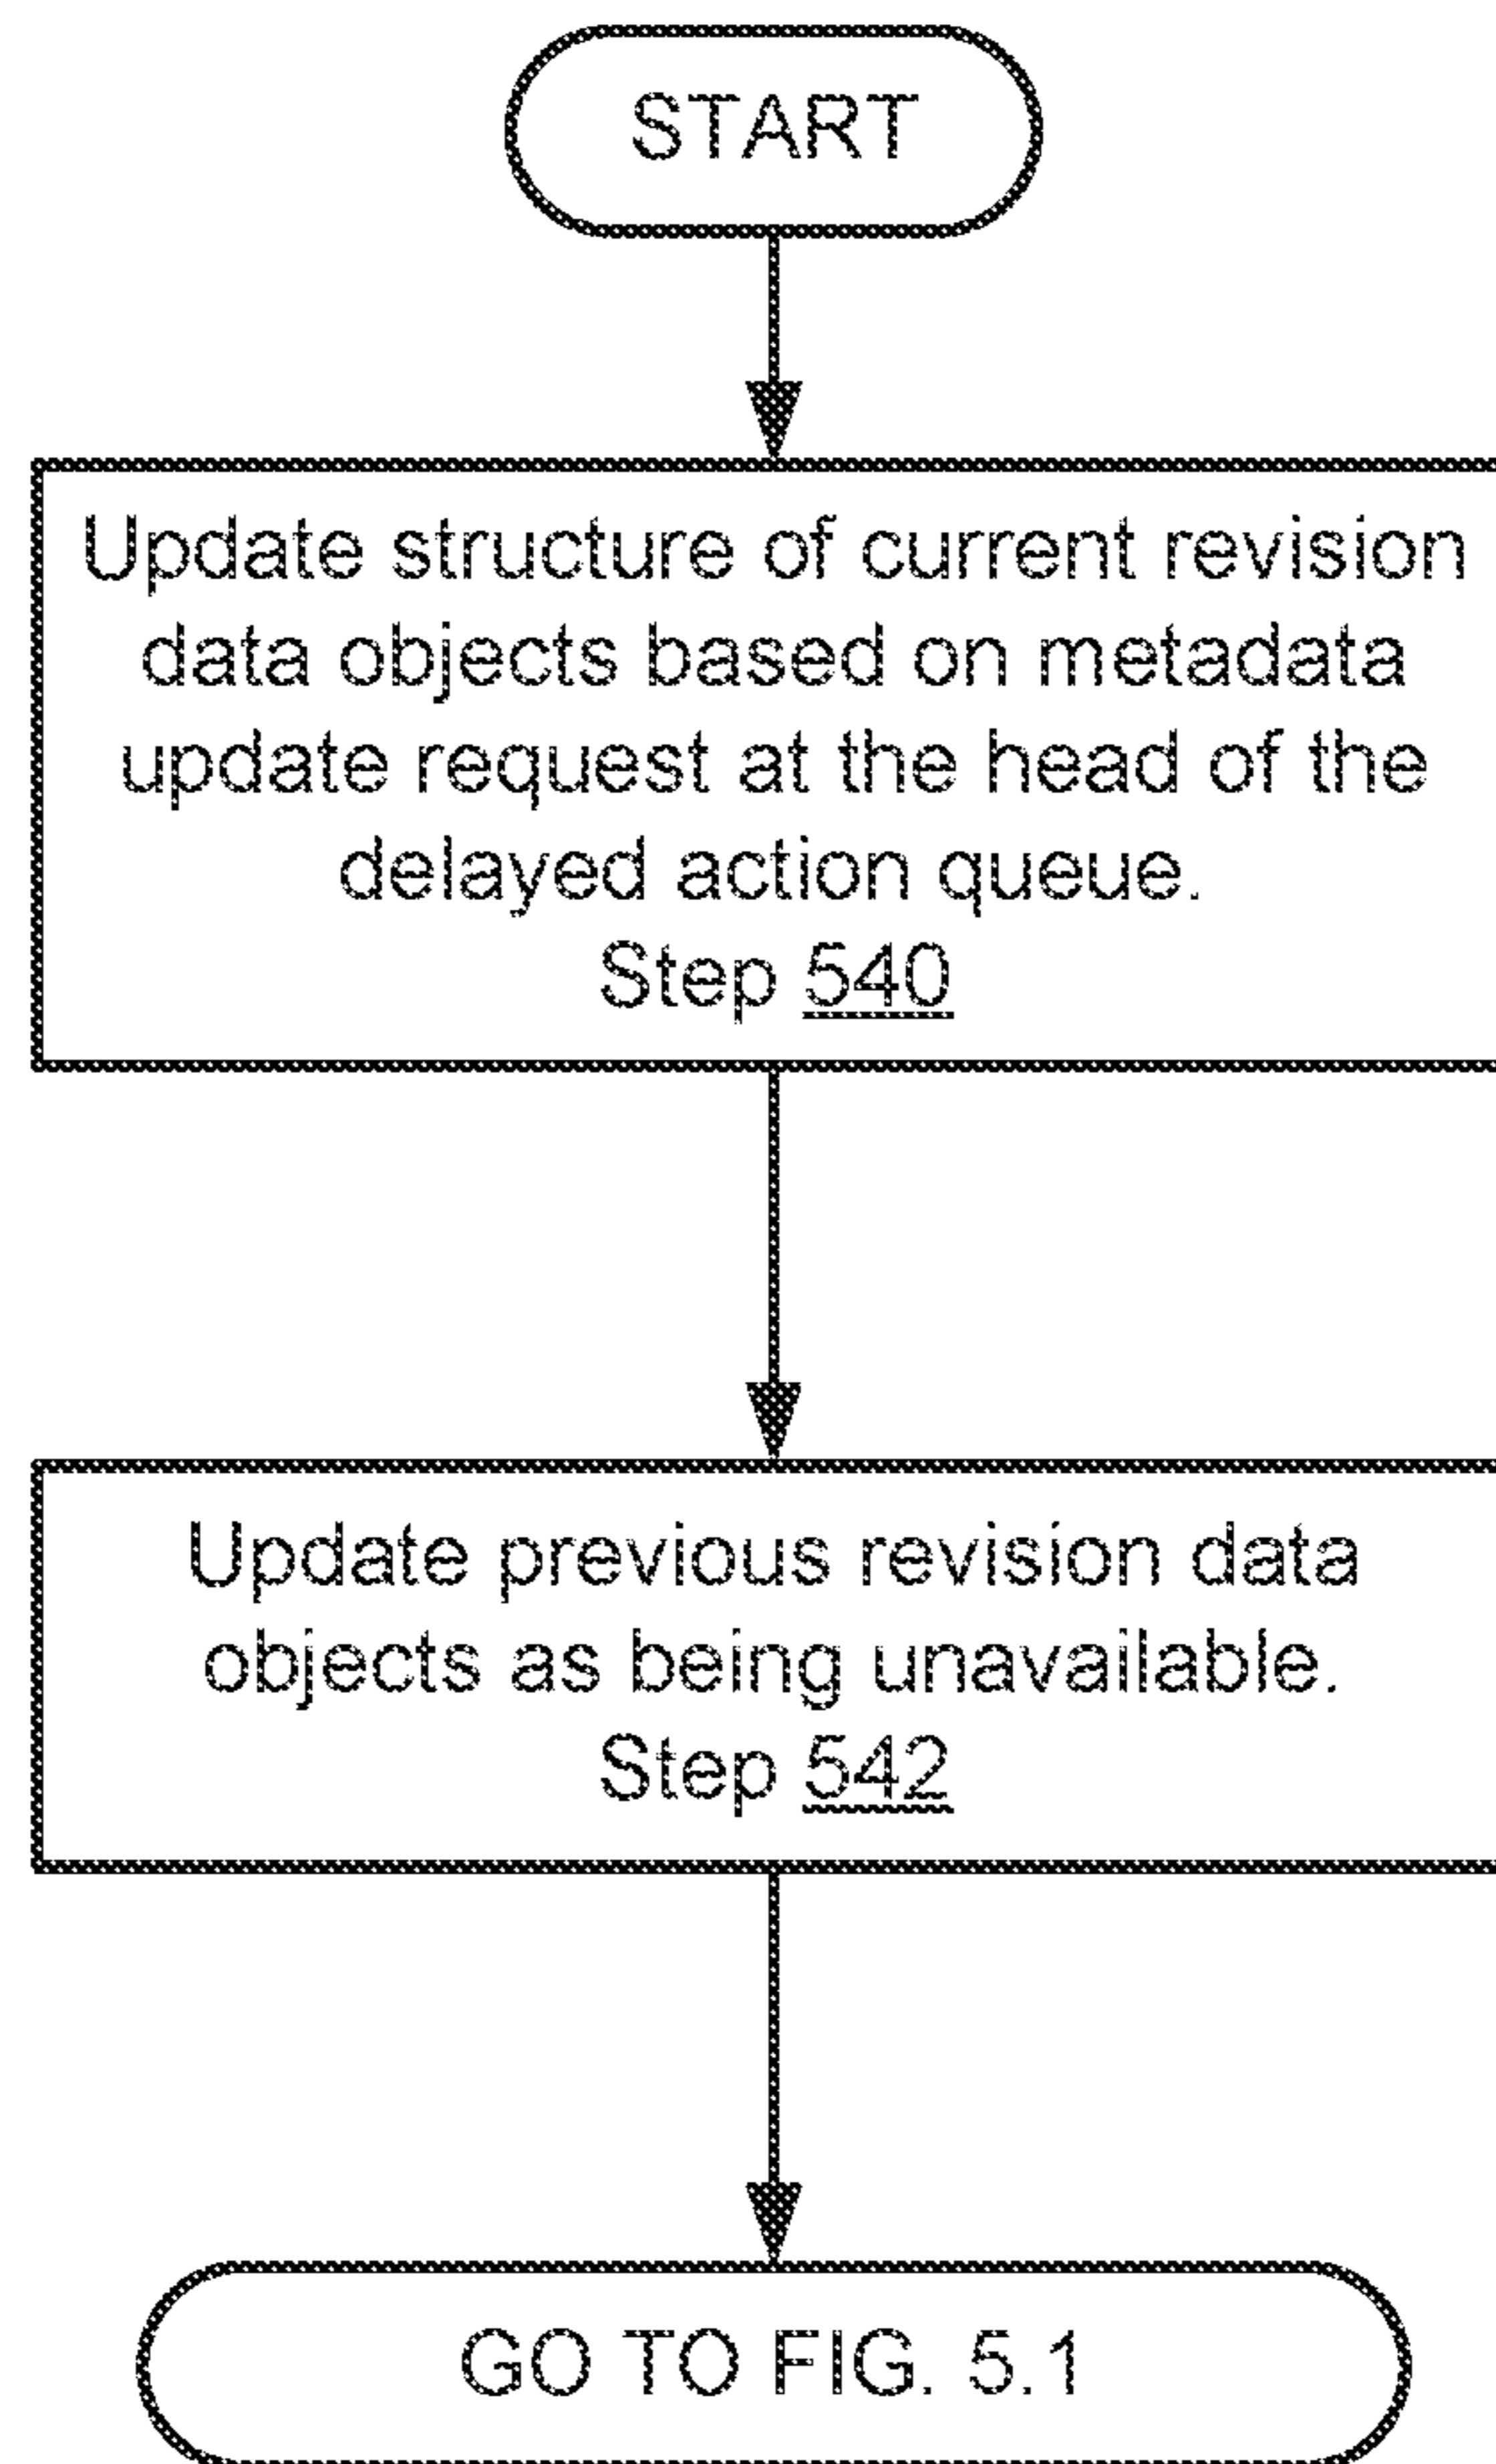 START
Update structure of current revision
data objects based on metadata
update request at the head of the
delayed action queue.
Step 540
Update previous revision data
objects as being unavailable.
Step 542
GO TO FIG. 5.1